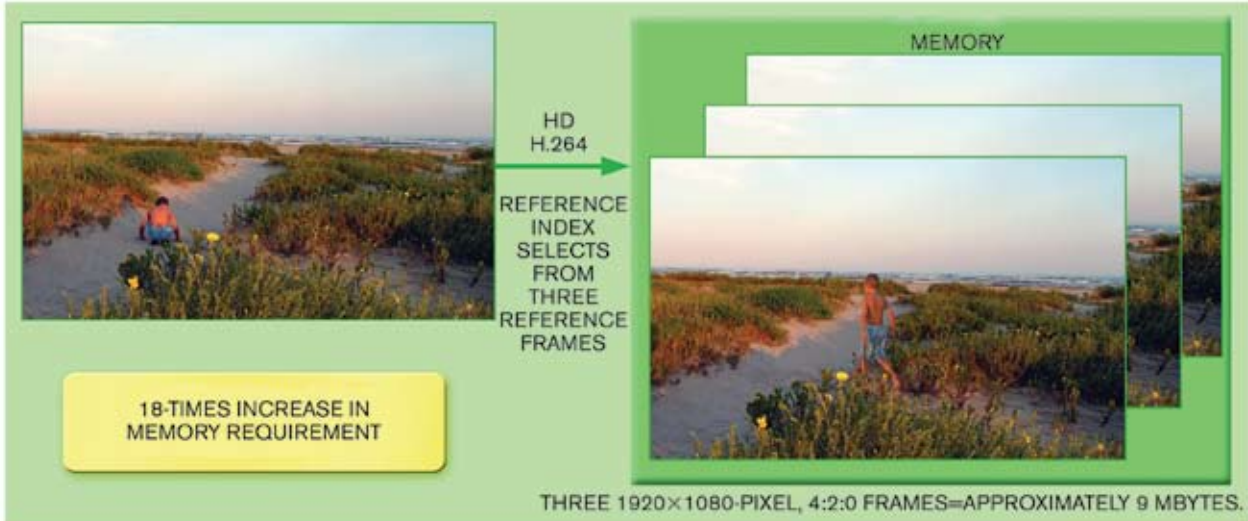 MEMORY
HD
H.264
REFERENCE
INDEX
SELECTS
FROM
THREE
REFERENCE
FRAMES
18-TIMES INCREASE IN
MEMORY REQUIREMENT
THREE 1920×1080-PIXEL, 4:2:0 FRAMES=APPROXIMATELY 9 MBYTES.